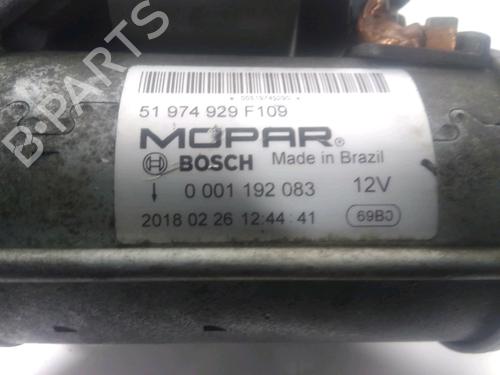 51 974 929 F109
MOPAR®
BOSCH Made in Brazil
0 001 192 083 12V
2018 02 26 12:44:41 69B0
B-PARTS